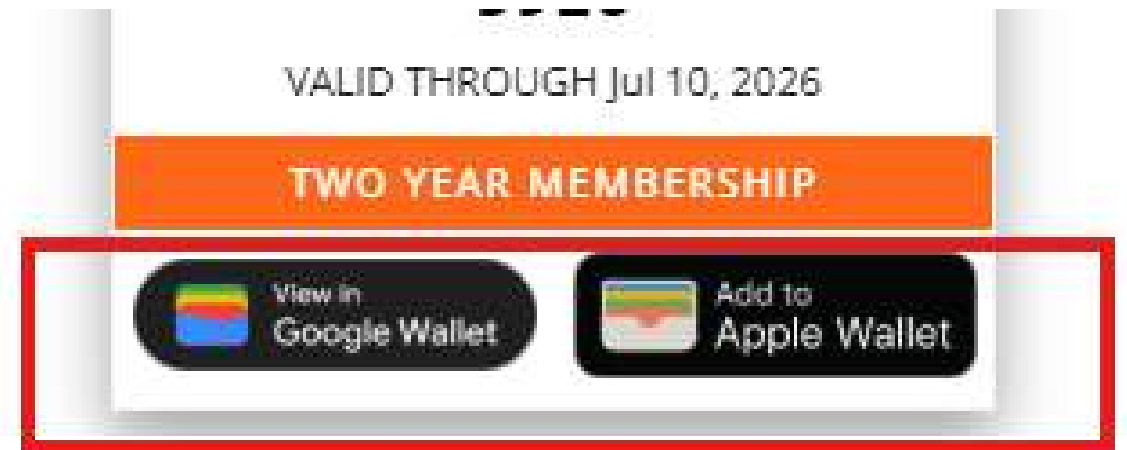 VALID THROUGH Jul 10, 2026
TWO YEAR MEMBERSHIP
View in
Google Wallet
Add to
Apple Wallet